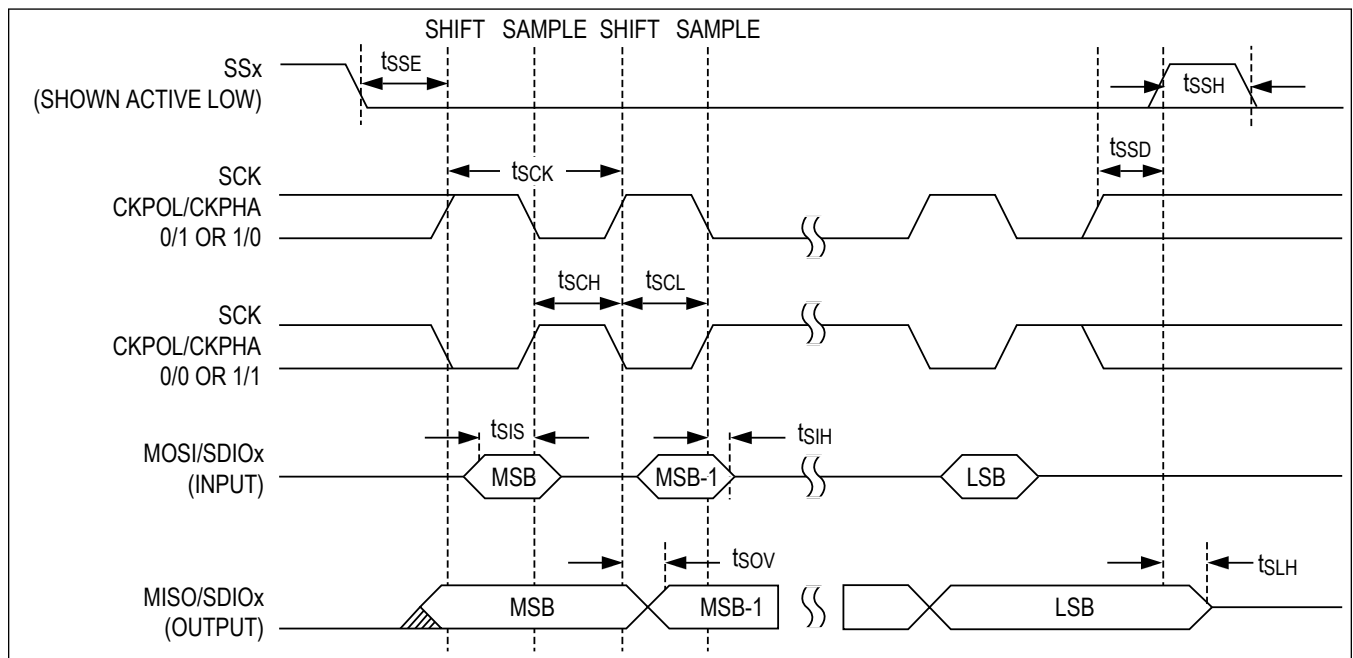 SHIFT SAMPLE SHIFT SAMPLE
SSx
(SHOWN ACTIVE LOW)
tSSE
tSSH
tSSD
SCK
CKPOL/CKPHA
0/1 OR 1/0
tSCK
SCK
CKPOL/CKPHA
0/0 OR 1/1
tSCH
tSCL
MOSI/SDIOx
(INPUT)
tSIS
tSIH
MSB
MSB-1
LSB
MISO/SDIOx
(OUTPUT)
tSOV
tSLH
MSB
MSB-1
LSB